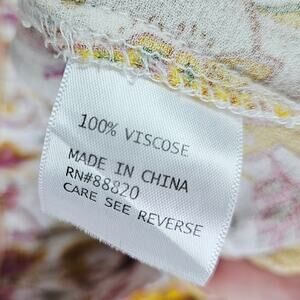 100% VISCOSE
MADE IN CHINA
RN#88820
CARE SEE REVERSE